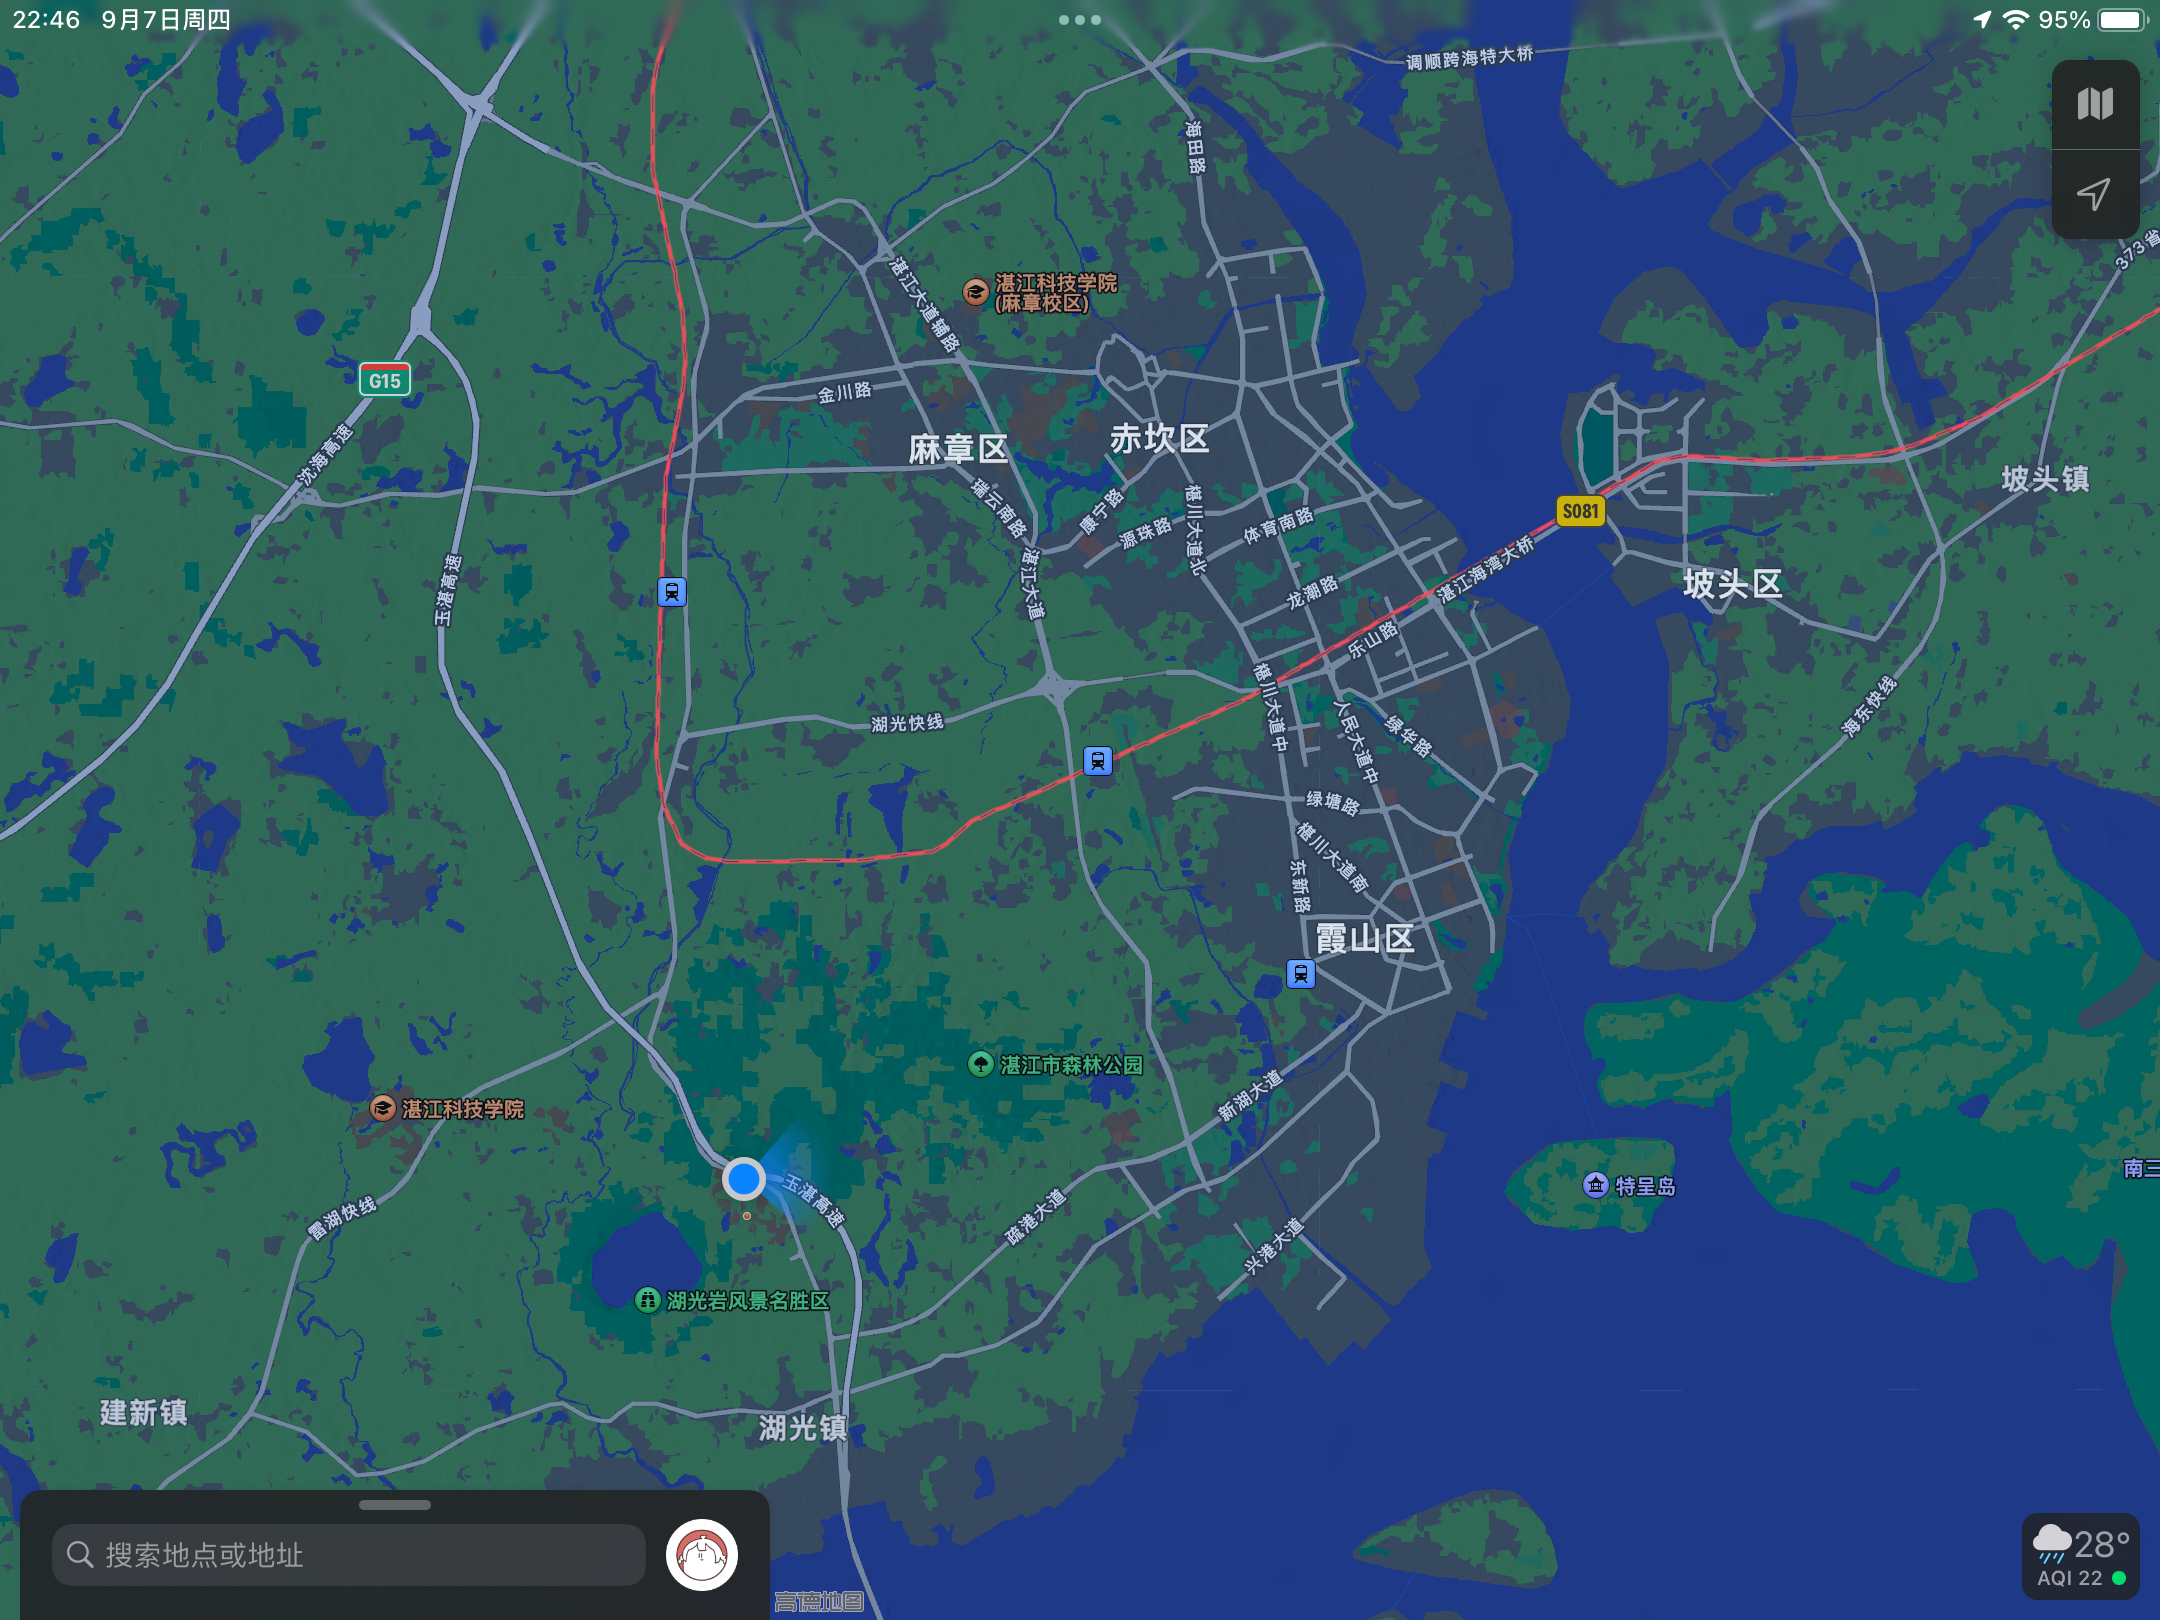 22:46 9月7日周四
95%
调顺跨海特大桥
海田路
373省
湛江大道辅路
湛江科技学院
(麻章校区)
G15
金川路
麻章区
赤坎区
沈海高速
坡头镇
瑞云南路
康宁路
源珠路
椹川大道北
体育南路
S081
湛江海湾大桥
玉湛高速
湛江大道
龙潮路
坡头区
乐山路
湖光快线
椹川大道中
人民大道中
绿华路
海东快线
绿塘路
椹川大道南
东新路
霞山区
湛江市森林公园
新湖大道
湛江科技学院
玉湛高速
特呈岛
南三
雷湖快线
疏港大道
兴港大道
湖光岩风景名胜区
建新镇
湖光镇
搜索地点或地址
高德地图
28°
AQI 22